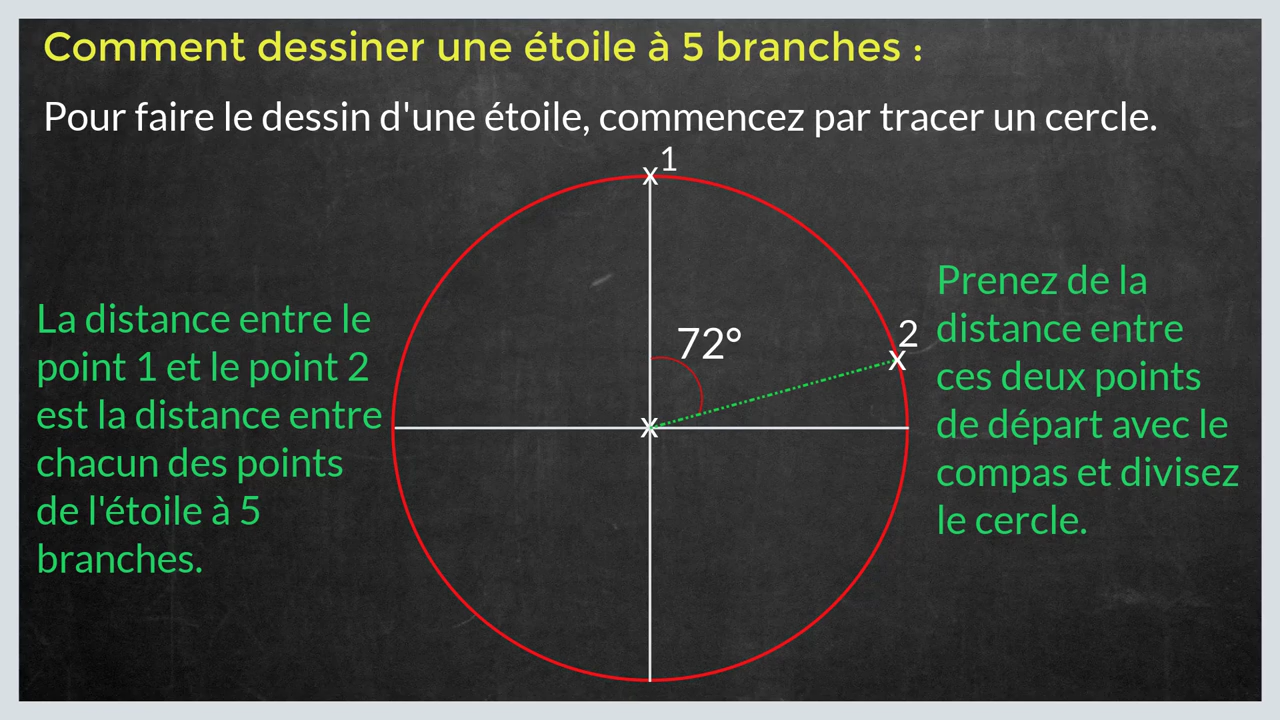 Comment dessiner une étoile à 5 branches :
Pour faire le dessin d'une étoile, commencez par tracer un cercle.
x 1
La distance entre le
point 1 et le point 2
est la distance entre
chacun des points
de l'étoile à 5
branches.
72°
2
x
x
Prenez de la
distance entre
ces deux points
de départ avec le
compas et divisez
le cercle.